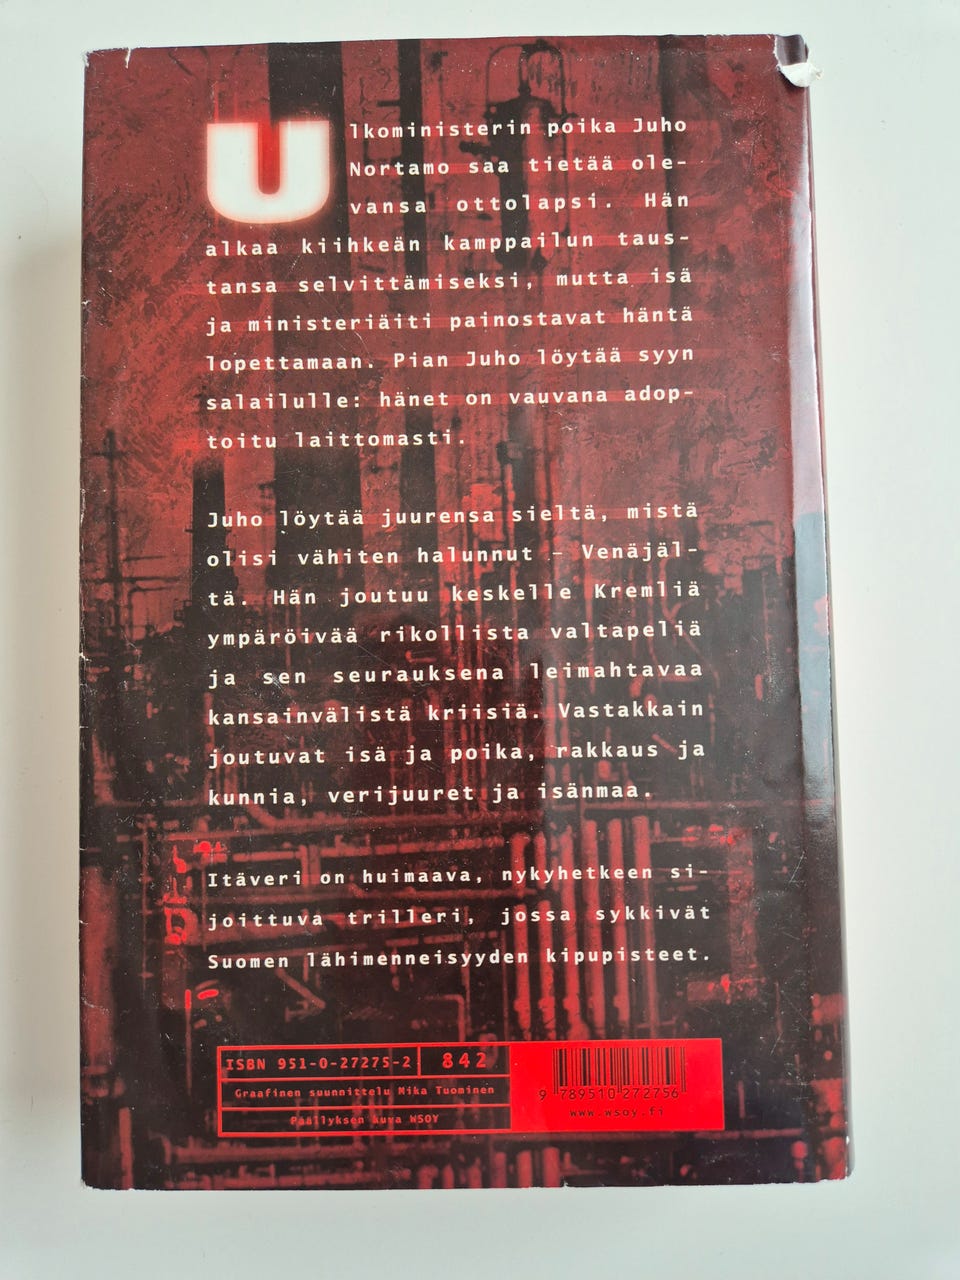 Ulkoministerin poika Juho
Nortamo saa tietää ole-
vansa ottolapsi. Hän
alkaa kiihkeän kamppailun taus-
tansa selvittämiseksi, mutta isä
ja ministeriäiti painostavat häntä
lopettamaan. Pian Juho löytää syyn
salailulle: hänet on vauvana adop-
toitu laittomasti.
Juho löytää juurensa sieltä, mistä
olisi vähiten halunnut – Venäjäl-
tä. Hän joutuu keskelle Kremliä
ympäröivää rikollista valtapeliä
ja sen seurauksena leimahtavaa
kansainvälistä kriisiä. Vastakkain
joutuvat isä ja poika, rakkaus ja
kunnia, verijuuret ja isänmaa.
Itäveri on huimaava, nykyhetkeen si-
joittuva trilleri, jossa sykkivät
Suomen lähimenneisyyden kipupisteet.
ISBN 951-0-27275-2 842
Graafinen suunnittelu Mika Tuominen
Päällyksen kuva WSOY
9 789510 272756
www.wsoy.fi